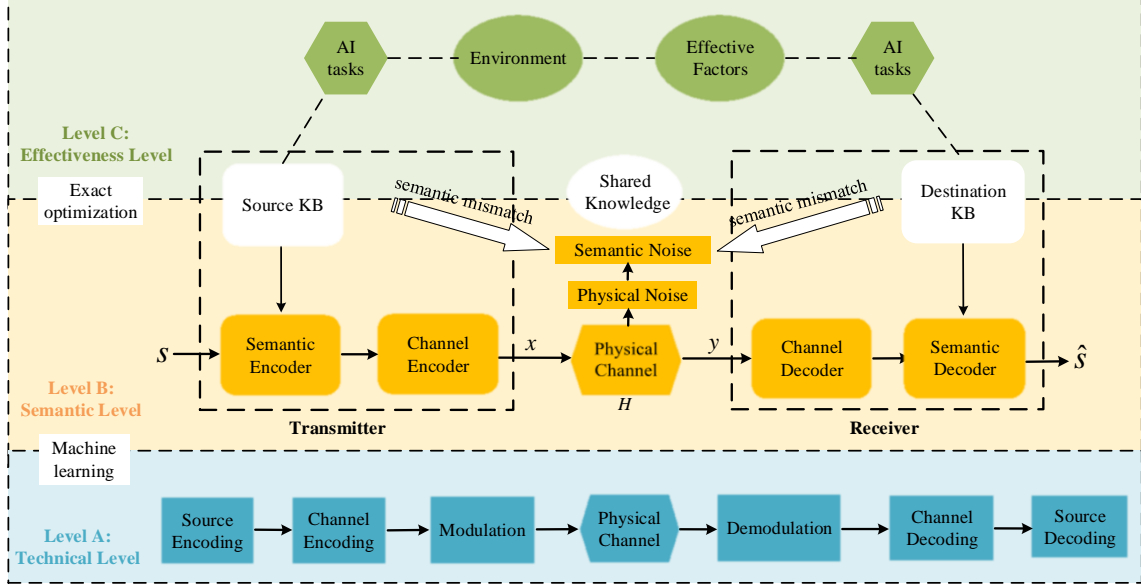 AI
tasks
Environment
Effective
Factors
AI
tasks
Level C:
Effectiveness Level
Exact
optimization
Source KB
semantic mismatch
Shared
Knowledge
semantic mismatch
Destination
KB
Semantic Noise
Physical Noise
S
Semantic
Encoder
Channel
Encoder
x
Physical
Channel
H
y
Channel
Decoder
Semantic
Decoder
Ŝ
Level B:
Semantic Level
Transmitter
Receiver
Machine
learning
Level A:
Technical Level
Source
Encoding
Channel
Encoding
Modulation
Physical
Channel
Demodulation
Channel
Decoding
Source
Decoding